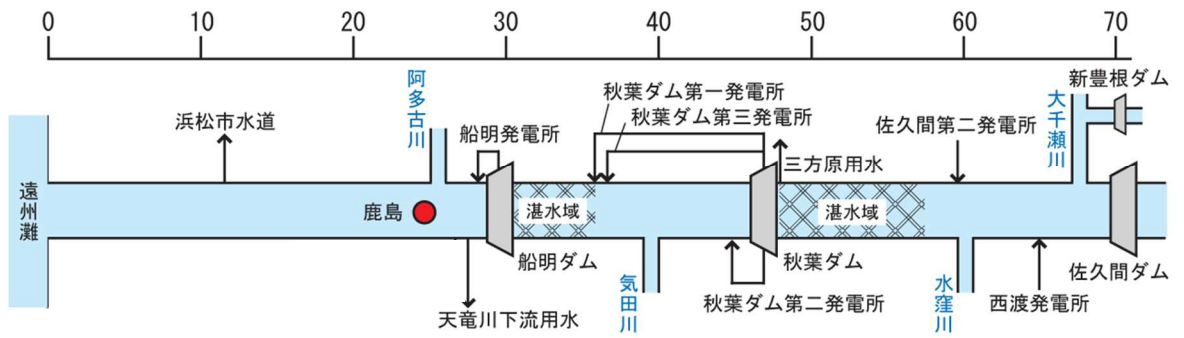 0 10 20 30 40 50 60 70
新豊根ダム
阿多古川
秋葉ダム第一発電所
大千瀬川
浜松市水道
船明発電所
秋葉ダム第三発電所
佐久間第二発電所
三方原用水
遠州灘
鹿島
湛水域
湛水域
船明ダム
秋葉ダム
佐久間ダム
気田川
水窪川
秋葉ダム第二発電所
西渡発電所
天竜川下流用水